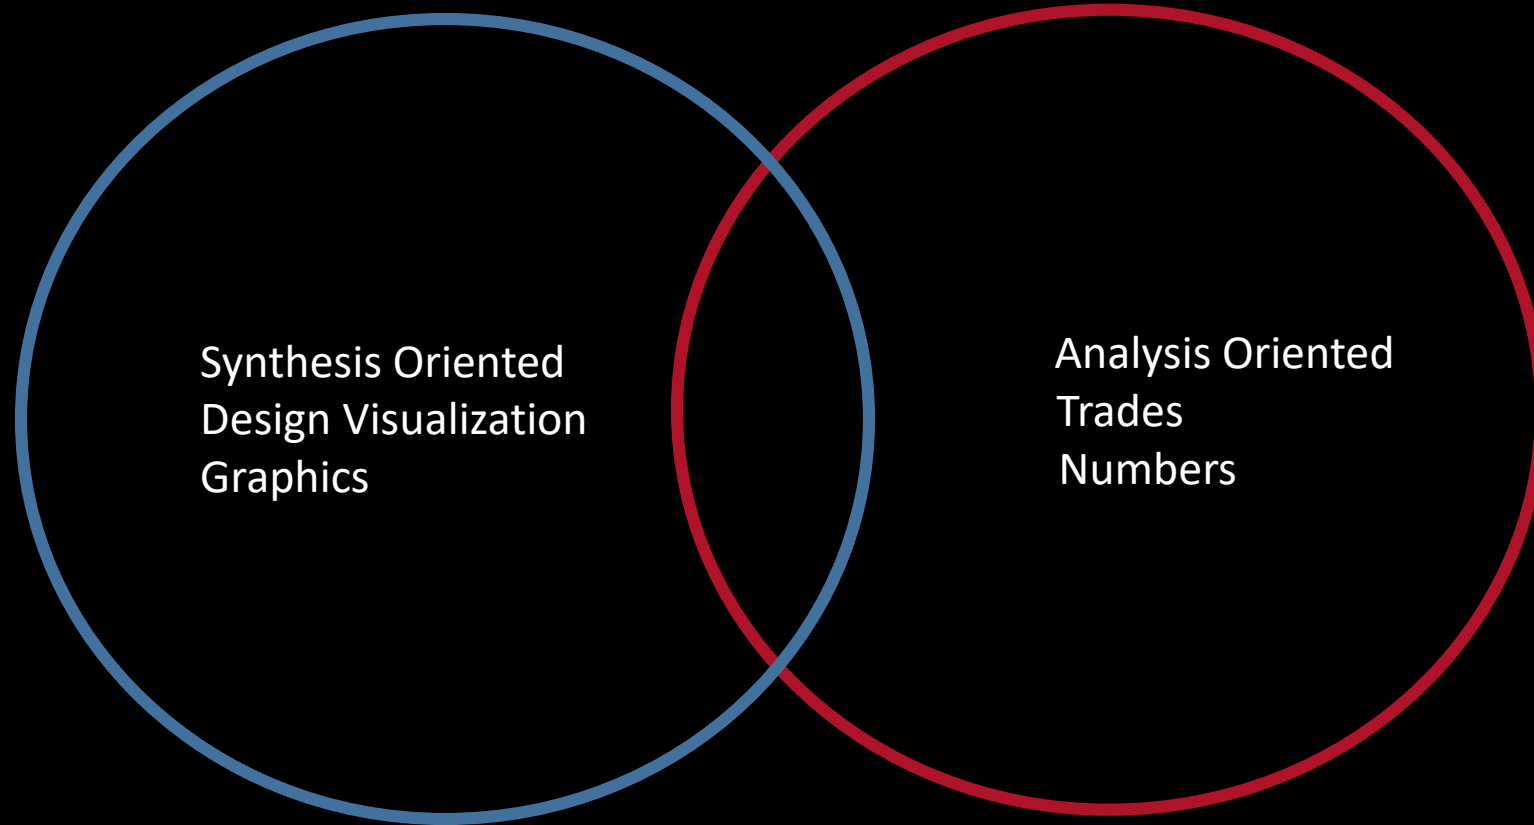 Synthesis Oriented
Design Visualization
Graphics
Analysis Oriented
Trades
Numbers